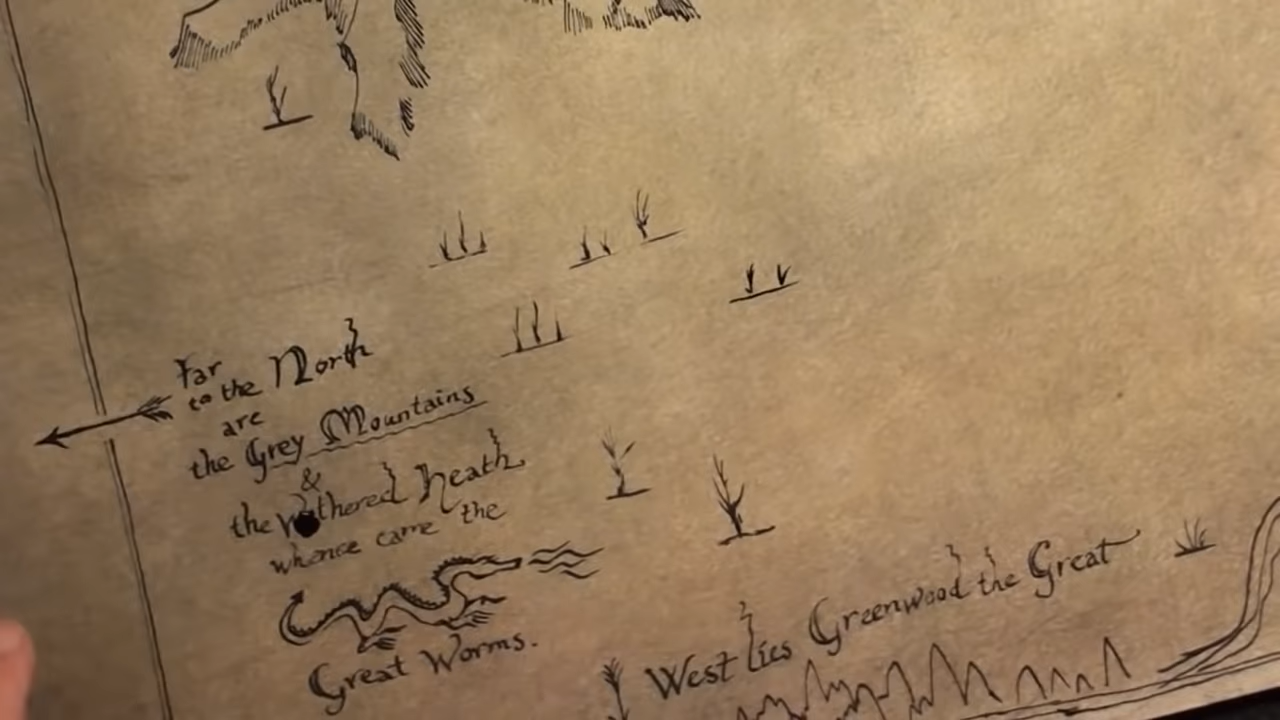 Far
to the North
are
the Grey Mountains
&
the Withered Heath
whence came the
Great Worms.
West lies Greenwood the Great